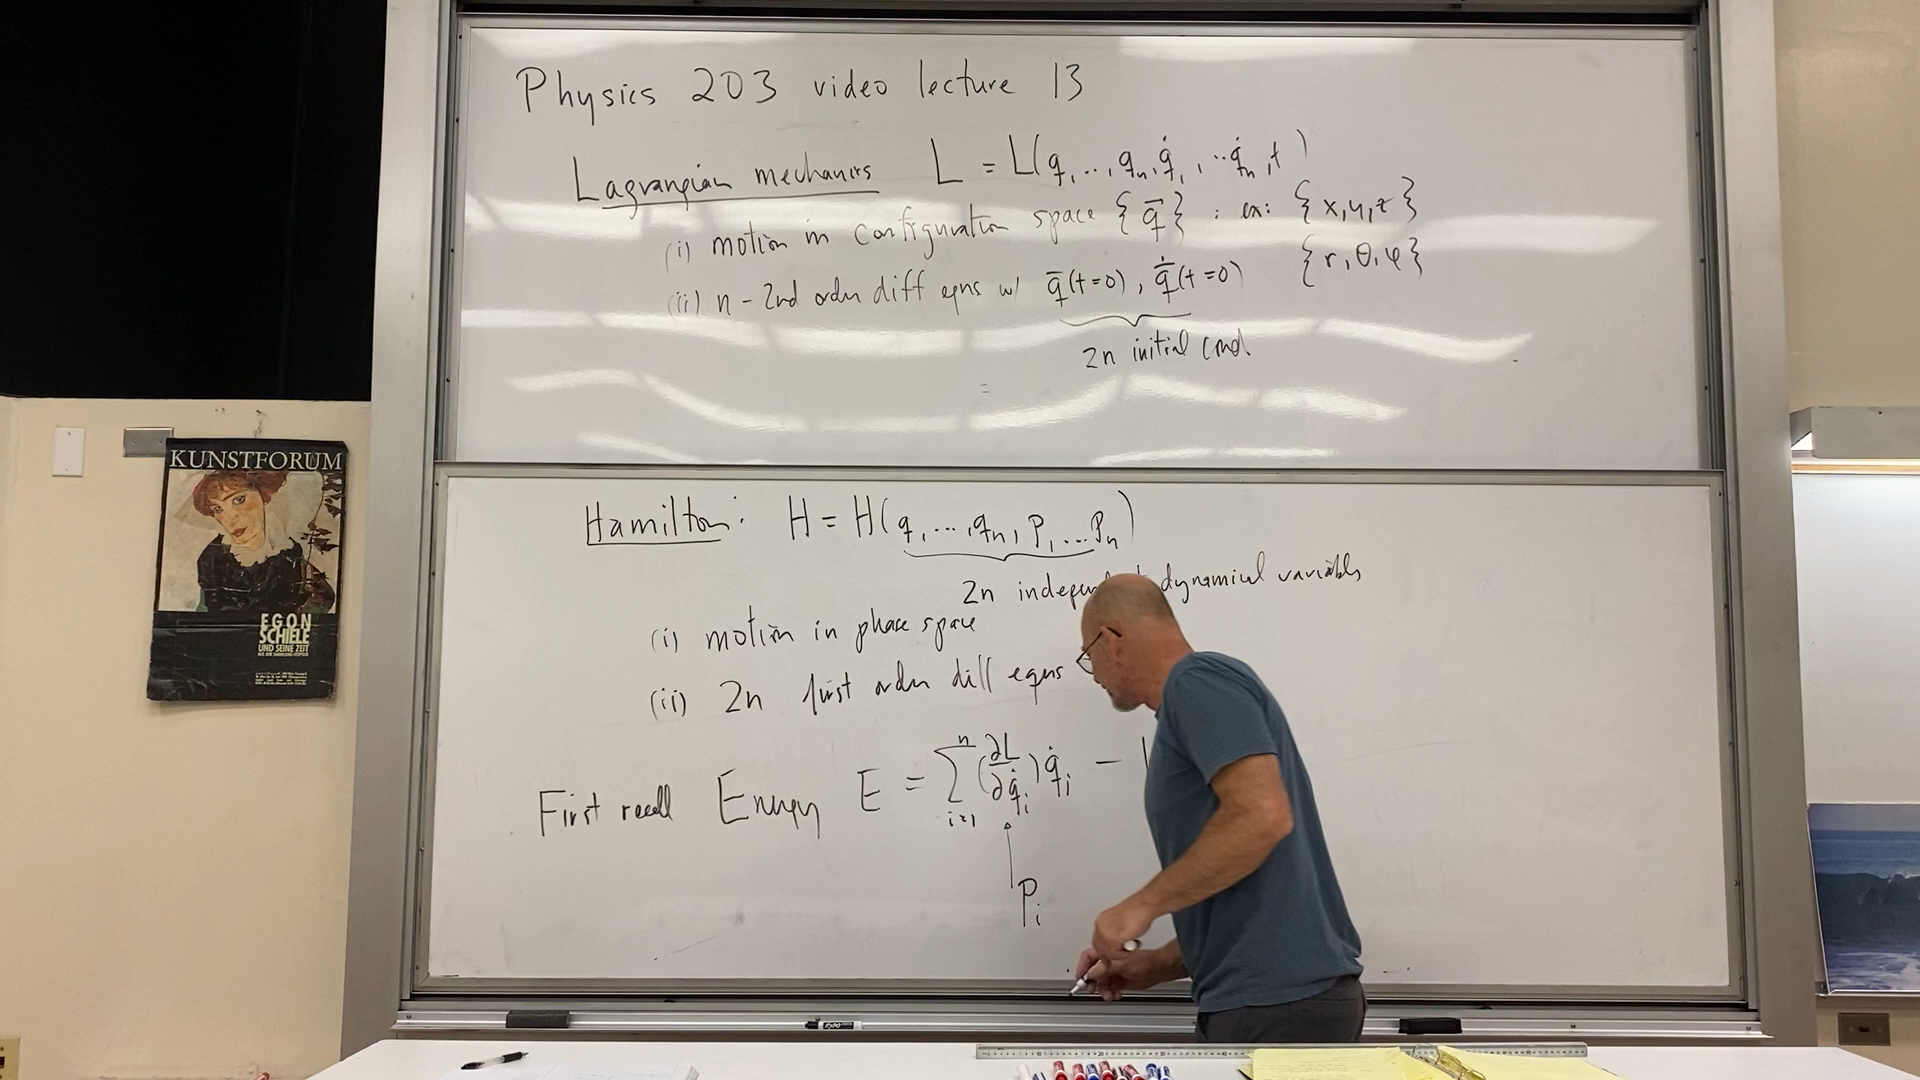 Physics 203 video lecture 13
Lagrangian mechanics L = L(q₁,..,qₙ,q̇₁,..q̇ₙ,t)
(i) motion in configuration space {q̄} : ex: {x,y,z}
{r,θ,φ}
(ii) n - 2nd order diff eqns w/ q̄(t=0), q̄̇(t=0)
2n initial cond.
=
Hamilton: H = H(q₁,...,qₙ,p₁...pₙ)
2n dynamical variables
(i) motion in phase space
(ii) 2n first order diff eqns
First recall Energy E = ∑ⁿᵢ₌₁(∂L/∂q̇ᵢ)q̇ᵢ −
pᵢ
KUNSTFORUM
EGON
SCHIELE
UND SEINE ZEIT
EXPO